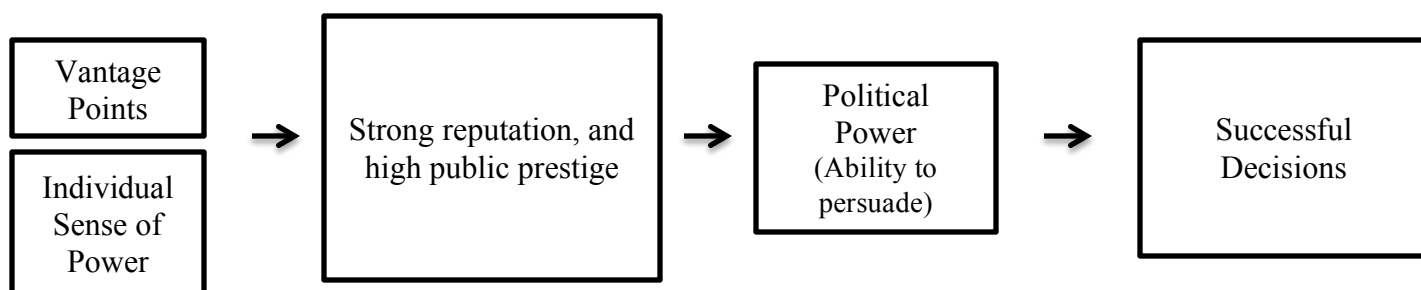 Vantage
Points
Individual
Sense of
Power
Strong reputation, and
high public prestige
Political
Power
(Ability to
persuade)
Successful
Decisions